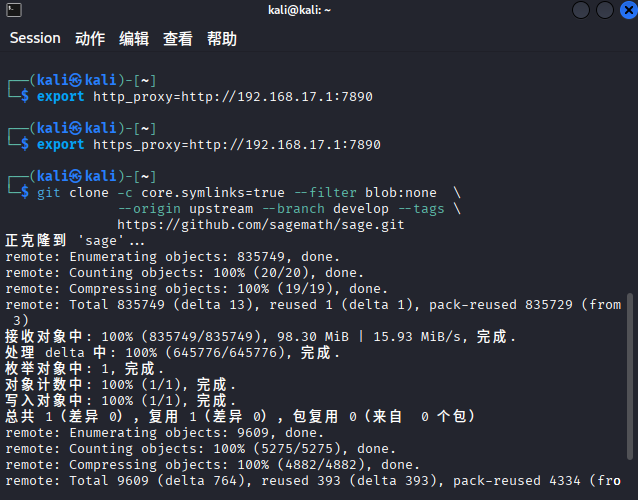 kali@kali: ~
Session 动作 编辑 查看 帮助
┌──(kali㉿kali)-[~]
└─$ export http_proxy=http://192.168.17.1:7890
┌──(kali㉿kali)-[~]
└─$ export https_proxy=http://192.168.17.1:7890
┌──(kali㉿kali)-[~]
└─$ git clone -c core.symlinks=true --filter blob:none \
--origin upstream --branch develop --tags \
https://github.com/sagemath/sage.git
正克隆到 'sage'...
remote: Enumerating objects: 835749, done.
remote: Counting objects: 100% (20/20), done.
remote: Compressing objects: 100% (19/19), done.
remote: Total 835749 (delta 13), reused 1 (delta 1), pack-reused 835729 (from
3)
接收对象中: 100% (835749/835749), 98.30 MiB | 15.93 MiB/s, 完成.
处理 delta 中: 100% (645776/645776), 完成.
枚举对象中: 1, 完成.
对象计数中: 100% (1/1), 完成.
写入对象中: 100% (1/1), 完成.
总共 1（差异 0），复用 1（差异 0），包复用 0（来自  0 个包）
remote: Enumerating objects: 9609, done.
remote: Counting objects: 100% (5275/5275), done.
remote: Compressing objects: 100% (4882/4882), done.
remote: Total 9609 (delta 764), reused 393 (delta 393), pack-reused 4334 (fro